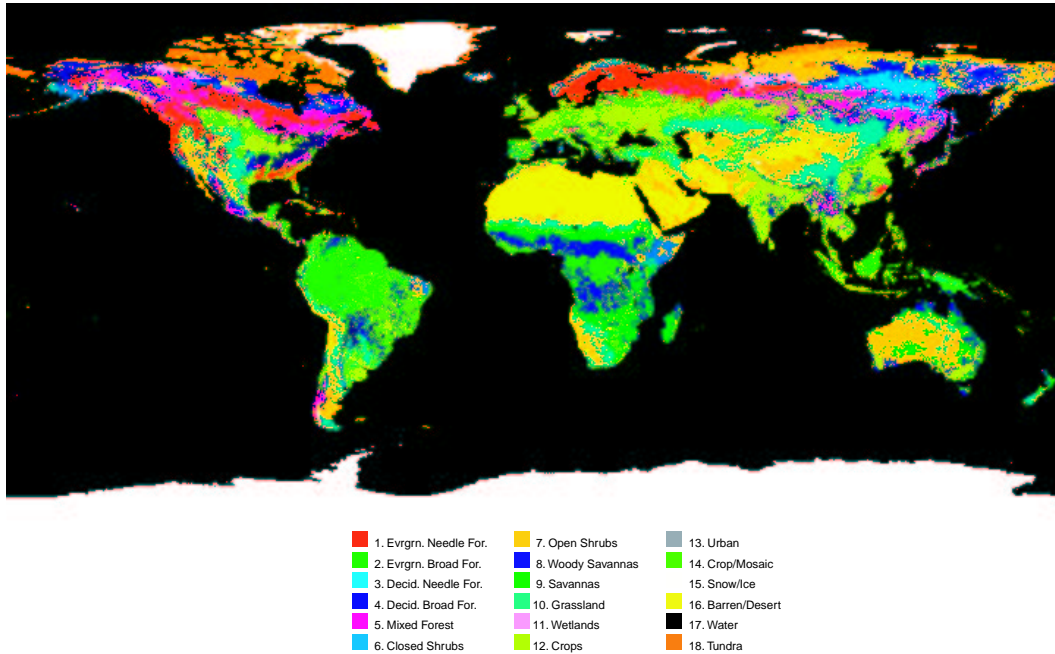 1. Evrgrn. Needle For.
2. Evrgrn. Broad For.
3. Decid. Needle For.
4. Decid. Broad For.
5. Mixed Forest
6. Closed Shrubs
7. Open Shrubs
8. Woody Savannas
9. Savannas
10. Grassland
11. Wetlands
12. Crops
13. Urban
14. Crop/Mosaic
15. Snow/Ice
16. Barren/Desert
17. Water
18. Tundra